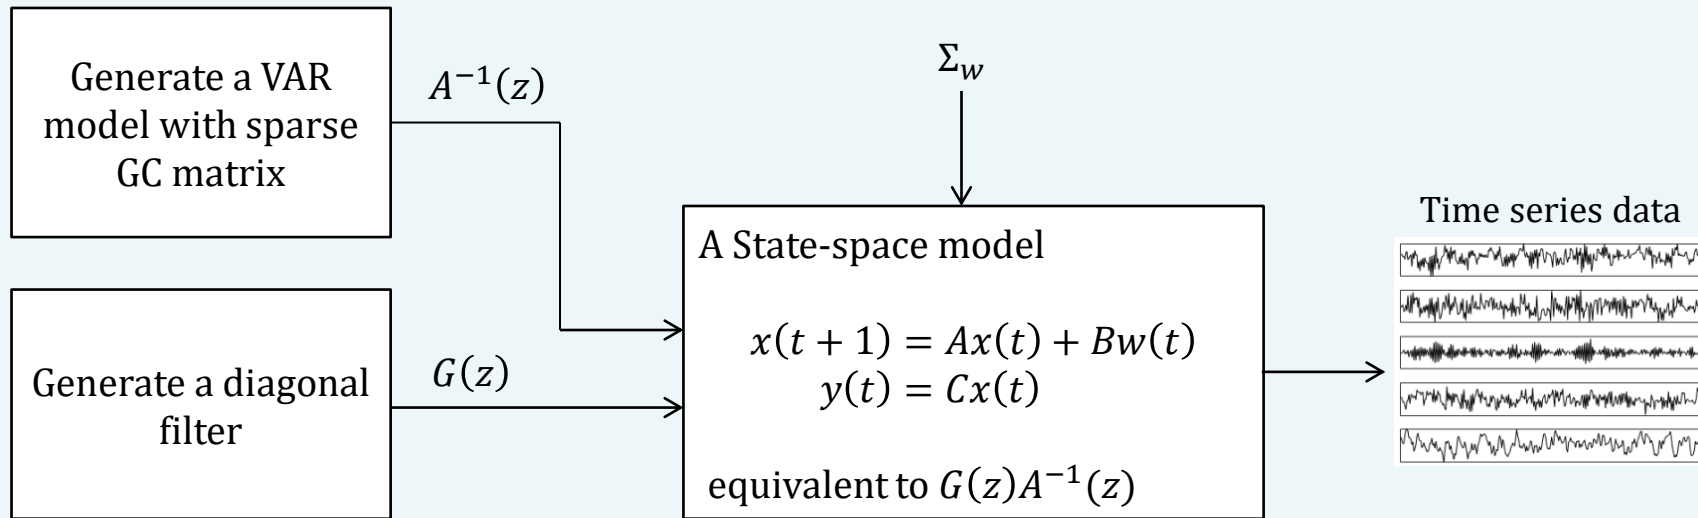 Generate a VAR
model with sparse
GC matrix
A⁻¹(z)
Σ_w
Generate a diagonal
filter
G(z)
A State-space model
x(t + 1) = Ax(t) + Bw(t)
y(t) = Cx(t)
equivalent to G(z)A⁻¹(z)
Time series data